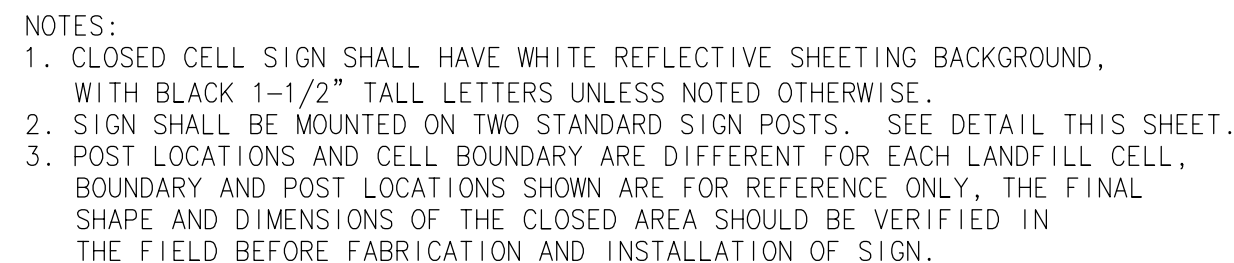 NOTES:
1. CLOSED CELL SIGN SHALL HAVE WHITE REFLECTIVE SHEETING BACKGROUND,
WITH BLACK 1–1/2” TALL LETTERS UNLESS NOTED OTHERWISE.
2. SIGN SHALL BE MOUNTED ON TWO STANDARD SIGN POSTS. SEE DETAIL THIS SHEET.
3. POST LOCATIONS AND CELL BOUNDARY ARE DIFFERENT FOR EACH LANDFILL CELL,
BOUNDARY AND POST LOCATIONS SHOWN ARE FOR REFERENCE ONLY, THE FINAL
SHAPE AND DIMENSIONS OF THE CLOSED AREA SHOULD BE VERIFIED IN
THE FIELD BEFORE FABRICATION AND INSTALLATION OF SIGN.